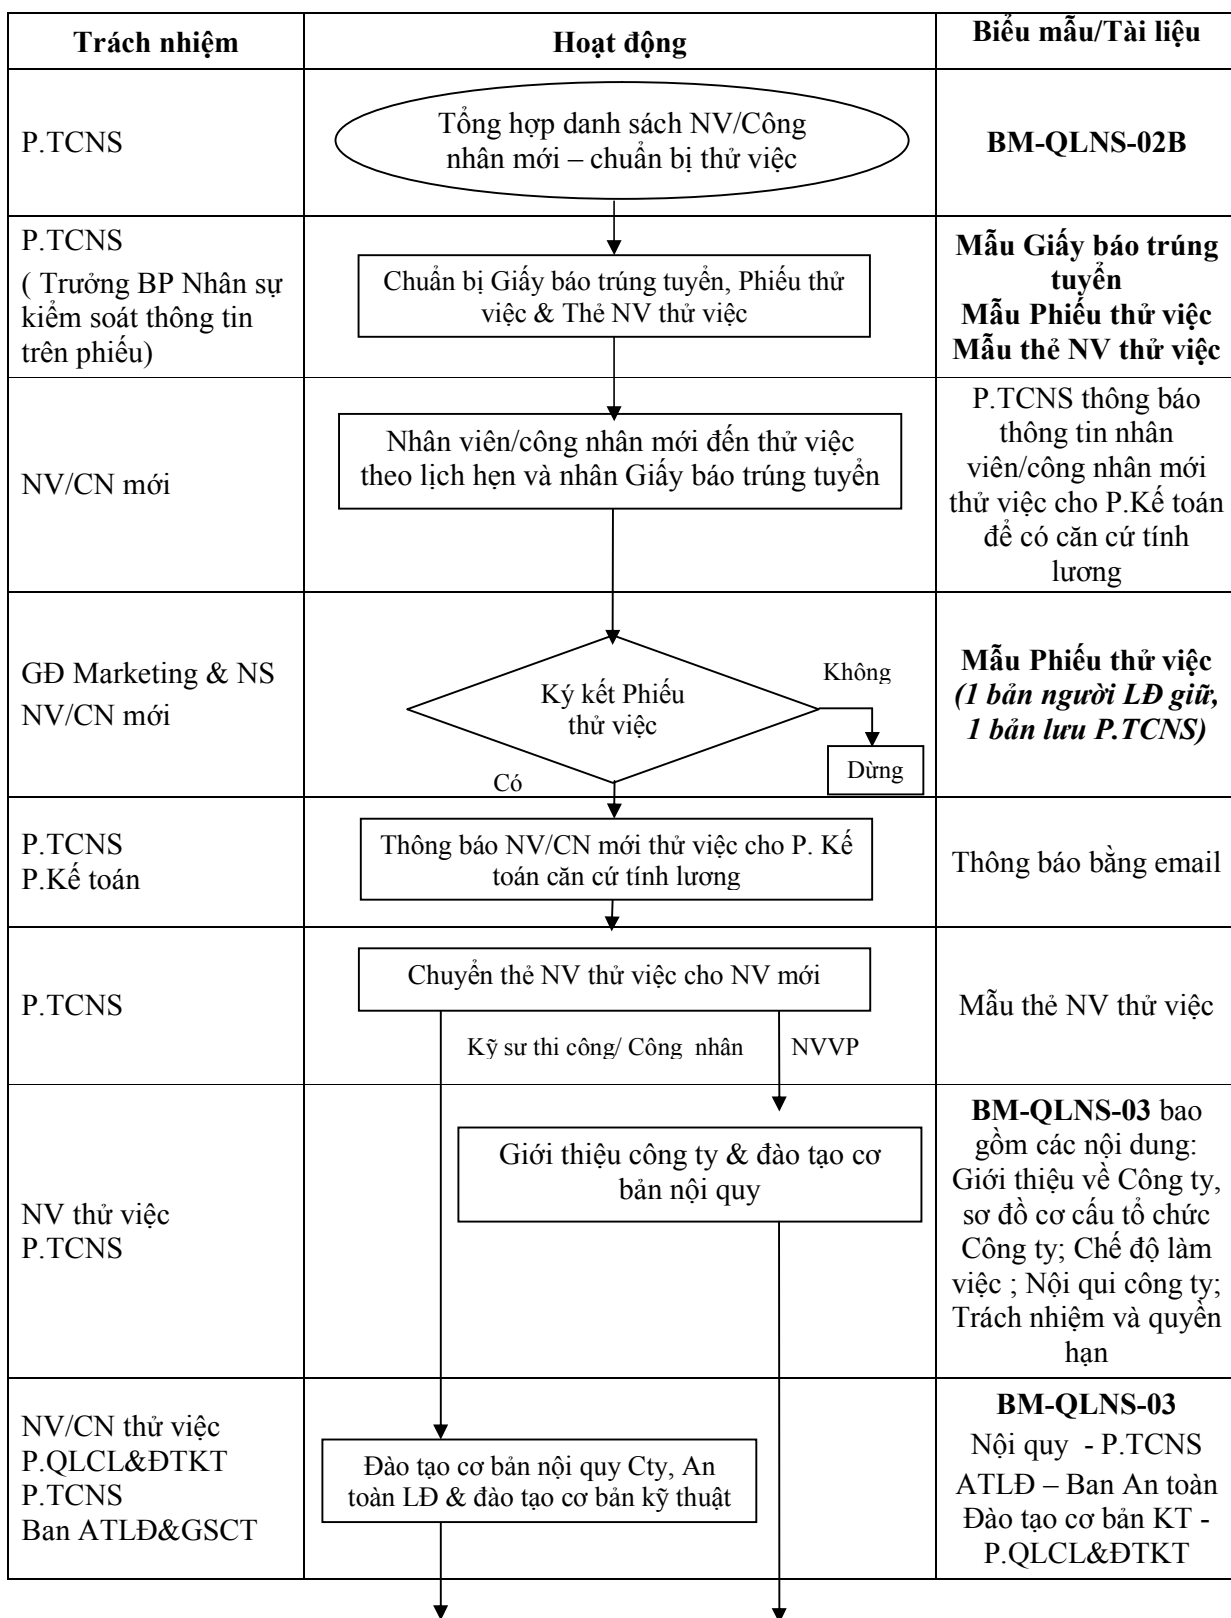 Trách nhiệm
Hoạt động
Biểu mẫu/Tài liệu
P.TCNS
Tổng hợp danh sách NV/Công
nhân mới – chuẩn bị thử việc
BM-QLNS-02B
P.TCNS
( Trưởng BP Nhân sự
kiểm soát thông tin
trên phiếu)
Chuẩn bị Giấy báo trúng tuyển, Phiếu thử
việc & Thẻ NV thử việc
Mẫu Giấy báo trúng
tuyển
Mẫu Phiếu thử việc
Mẫu thẻ NV thử việc
NV/CN mới
Nhân viên/công nhân mới đến thử việc
theo lịch hẹn và nhân Giấy báo trúng tuyển
P.TCNS thông báo
thông tin nhân
viên/công nhân mới
thử việc cho P.Kế toán
để có căn cứ tính
lương
GĐ Marketing & NS
NV/CN mới
Ký kết Phiếu
thử việc
Không
Dừng
Có
Mẫu Phiếu thử việc
(1 bản người LĐ giữ,
1 bản lưu P.TCNS)
P.TCNS
P.Kế toán
Thông báo NV/CN mới thử việc cho P. Kế
toán căn cứ tính lương
Thông báo bằng email
P.TCNS
Chuyển thẻ NV thử việc cho NV mới
Kỹ sư thi công/ Công nhân
NVVP
Mẫu thẻ NV thử việc
NV thử việc
P.TCNS
Giới thiệu công ty & đào tạo cơ
bản nội quy
BM-QLNS-03 bao
gồm các nội dung:
Giới thiệu về Công ty,
sơ đồ cơ cấu tổ chức
Công ty; Chế độ làm
việc ; Nội qui công ty;
Trách nhiệm và quyền
hạn
NV/CN thử việc
P.QLCL&ĐTKT
P.TCNS
Ban ATLĐ&GSCT
Đào tạo cơ bản nội quy Cty, An
toàn LĐ & đào tạo cơ bản kỹ thuật
BM-QLNS-03
Nội quy - P.TCNS
ATLĐ – Ban An toàn
Đào tạo cơ bản KT -
P.QLCL&ĐTKT